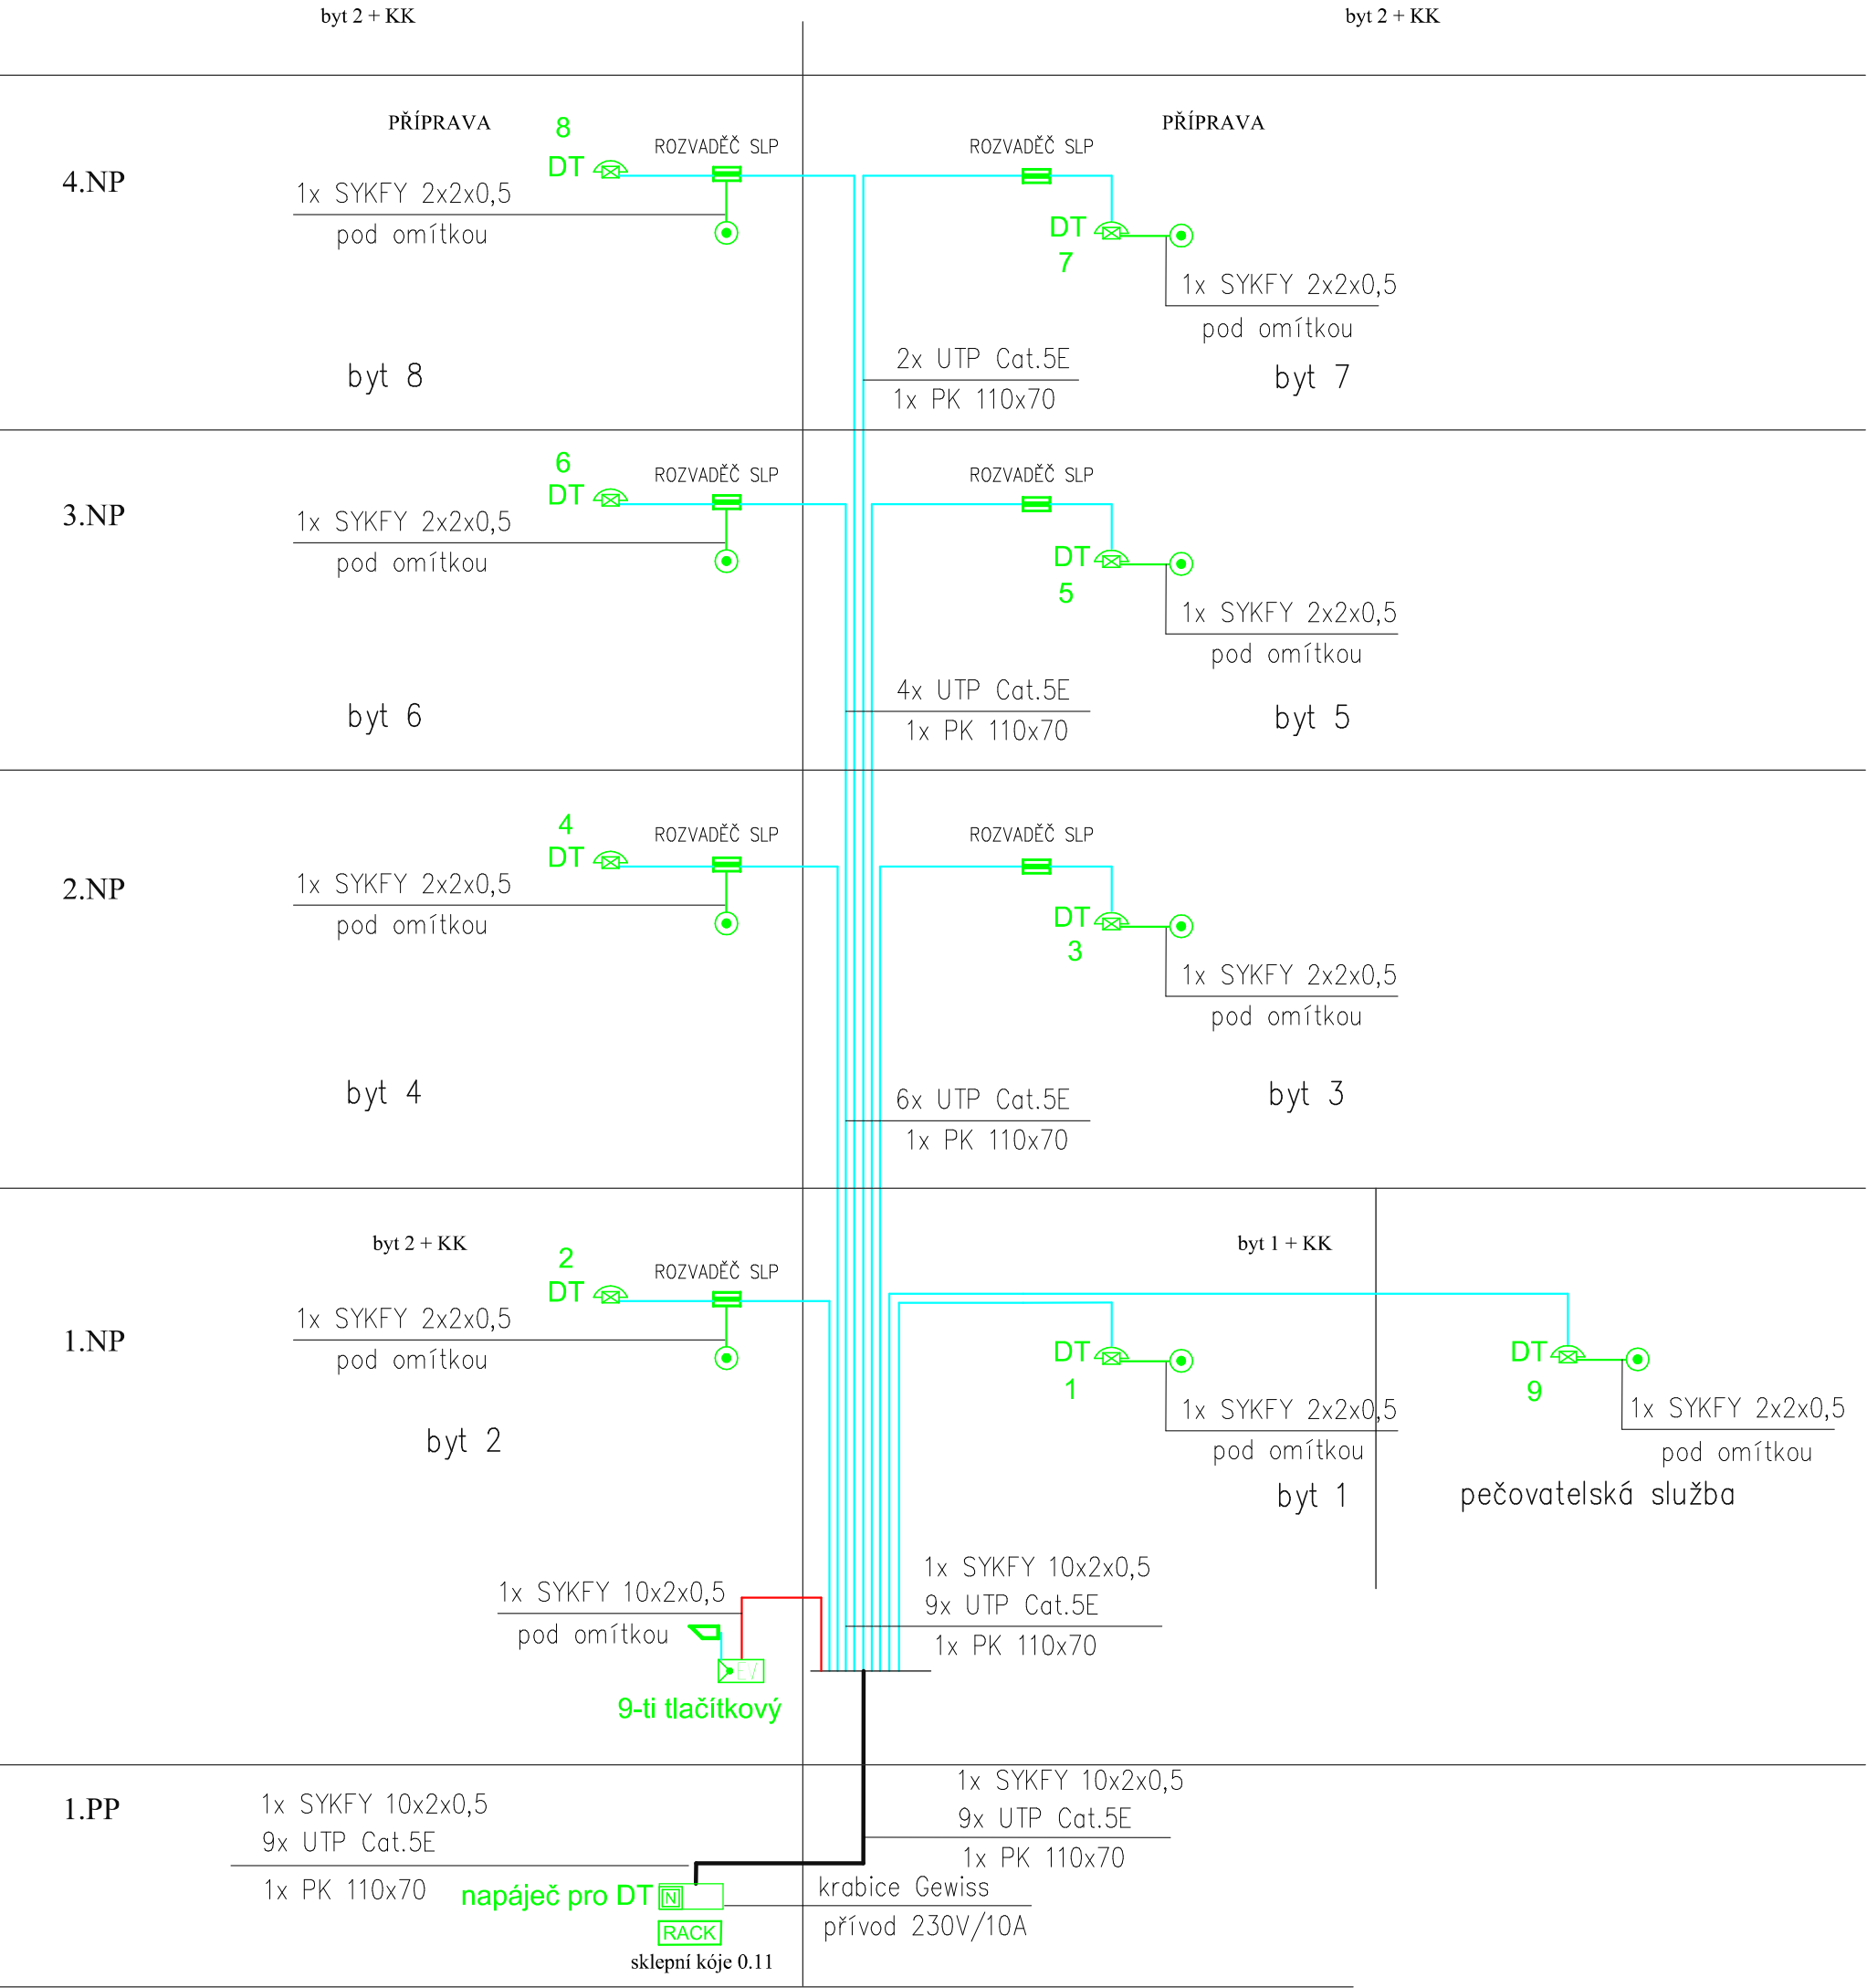 byt 2 + KK
byt 2 + KK
4.NP
PŘÍPRAVA
8
DT
ROZVADĚČ SLP
1x SYKFY 2x2x0,5
pod omítkou
byt 8
PŘÍPRAVA
ROZVADĚČ SLP
DT
7
1x SYKFY 2x2x0,5
pod omítkou
2x UTP Cat.5E
1x PK 110x70
byt 7
3.NP
6
DT
ROZVADĚČ SLP
1x SYKFY 2x2x0,5
pod omítkou
byt 6
ROZVADĚČ SLP
DT
5
1x SYKFY 2x2x0,5
pod omítkou
4x UTP Cat.5E
1x PK 110x70
byt 5
2.NP
4
DT
ROZVADĚČ SLP
1x SYKFY 2x2x0,5
pod omítkou
byt 4
ROZVADĚČ SLP
DT
3
1x SYKFY 2x2x0,5
pod omítkou
6x UTP Cat.5E
1x PK 110x70
byt 3
1.NP
byt 2 + KK
2
DT
ROZVADĚČ SLP
1x SYKFY 2x2x0,5
pod omítkou
byt 2
byt 1 + KK
DT
1
1x SYKFY 2x2x0,5
pod omítkou
byt 1
DT
9
1x SYKFY 2x2x0,5
pod omítkou
pečovatelská služba
1x SYKFY 10x2x0,5
pod omítkou
9-ti tlačítkový
1x SYKFY 10x2x0,5
9x UTP Cat.5E
1x PK 110x70
1.PP
1x SYKFY 10x2x0,5
9x UTP Cat.5E
1x PK 110x70
1x SYKFY 10x2x0,5
9x UTP Cat.5E
1x PK 110x70
napáječ pro DT
N
krabice Gewiss
přívod 230V/10A
RACK
sklepní kóje 0.11